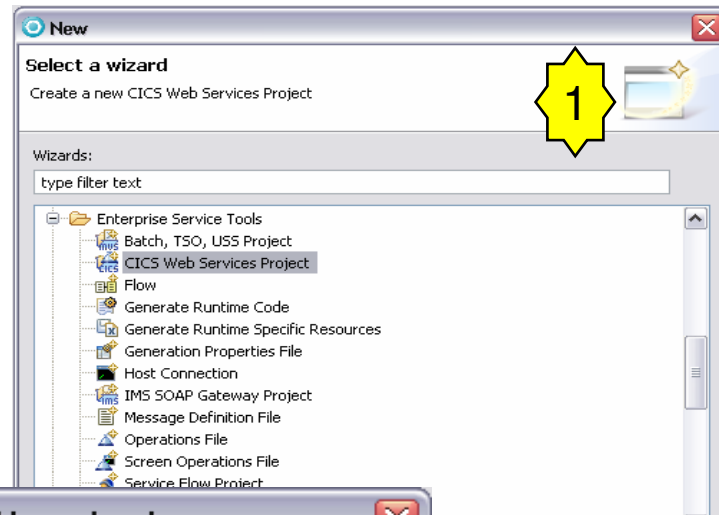 New
Select a wizard
Create a new CICS Web Services Project
1
Wizards:
type filter text
Enterprise Service Tools
Batch, TSO, USS Project
CICS Web Services Project
Flow
Generate Runtime Code
Generate Runtime Specific Resources
Generation Properties File
Host Connection
IMS SOAP Gateway Project
Message Definition File
Operations File
Screen Operations File
Service Flow Project